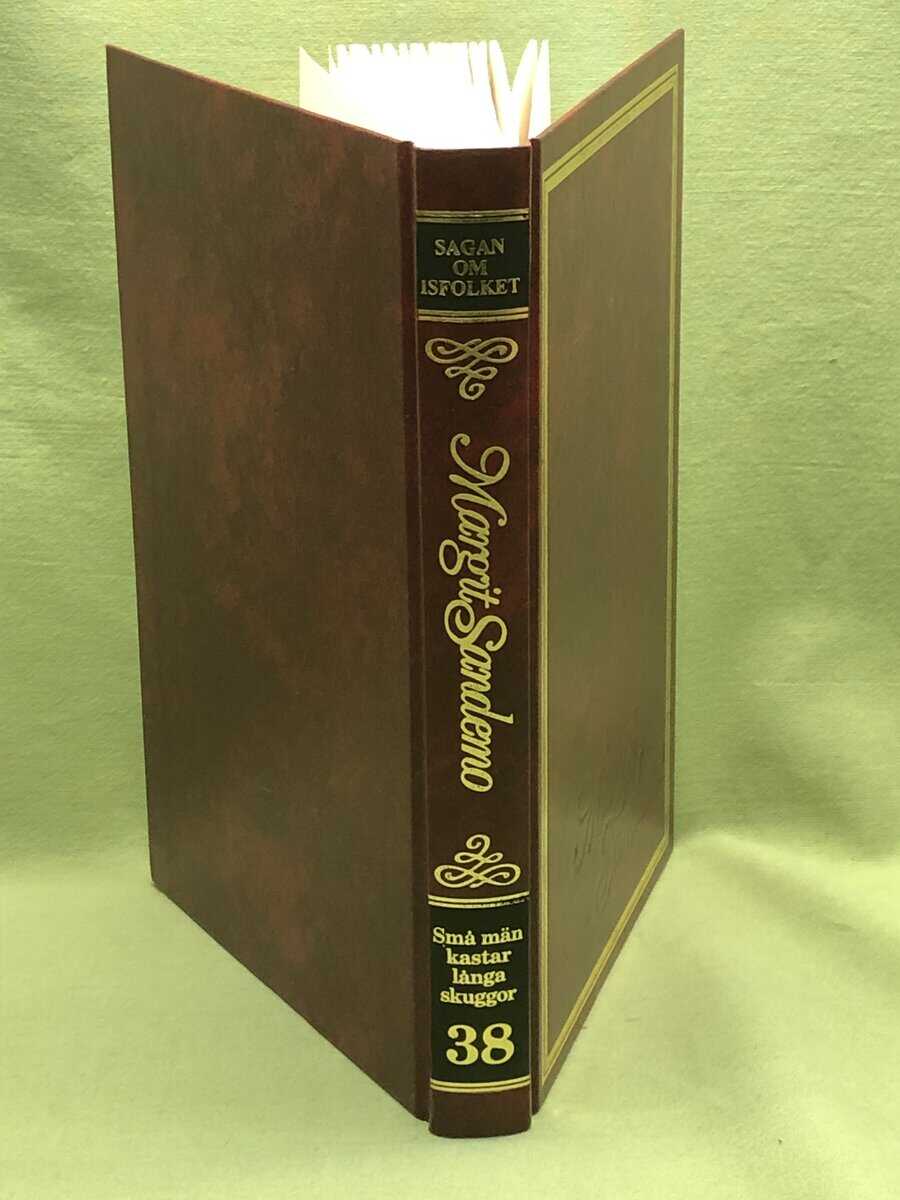 SAGAN
OM
ISFOLKET
Margit Sandemo
Små män
kastar
långa
skuggor
38